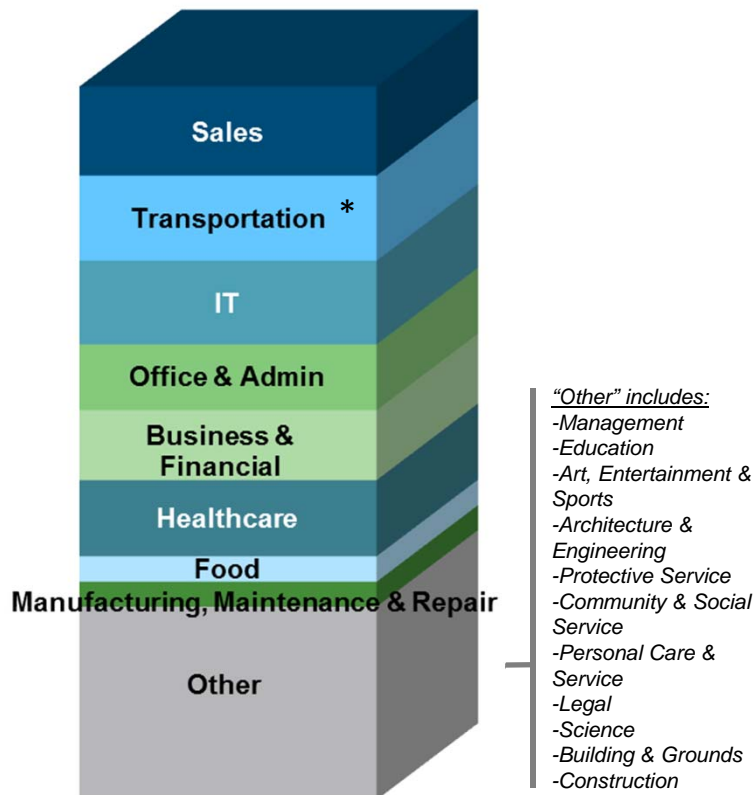 Sales
Transportation *
IT
Office & Admin
Business &
Financial
Healthcare
Food
Manufacturing, Maintenance & Repair
Other
“Other” includes:
-Management
-Education
-Art, Entertainment &
Sports
-Architecture &
Engineering
-Protective Service
-Community & Social
Service
-Personal Care &
Service
-Legal
-Science
-Building & Grounds
-Construction